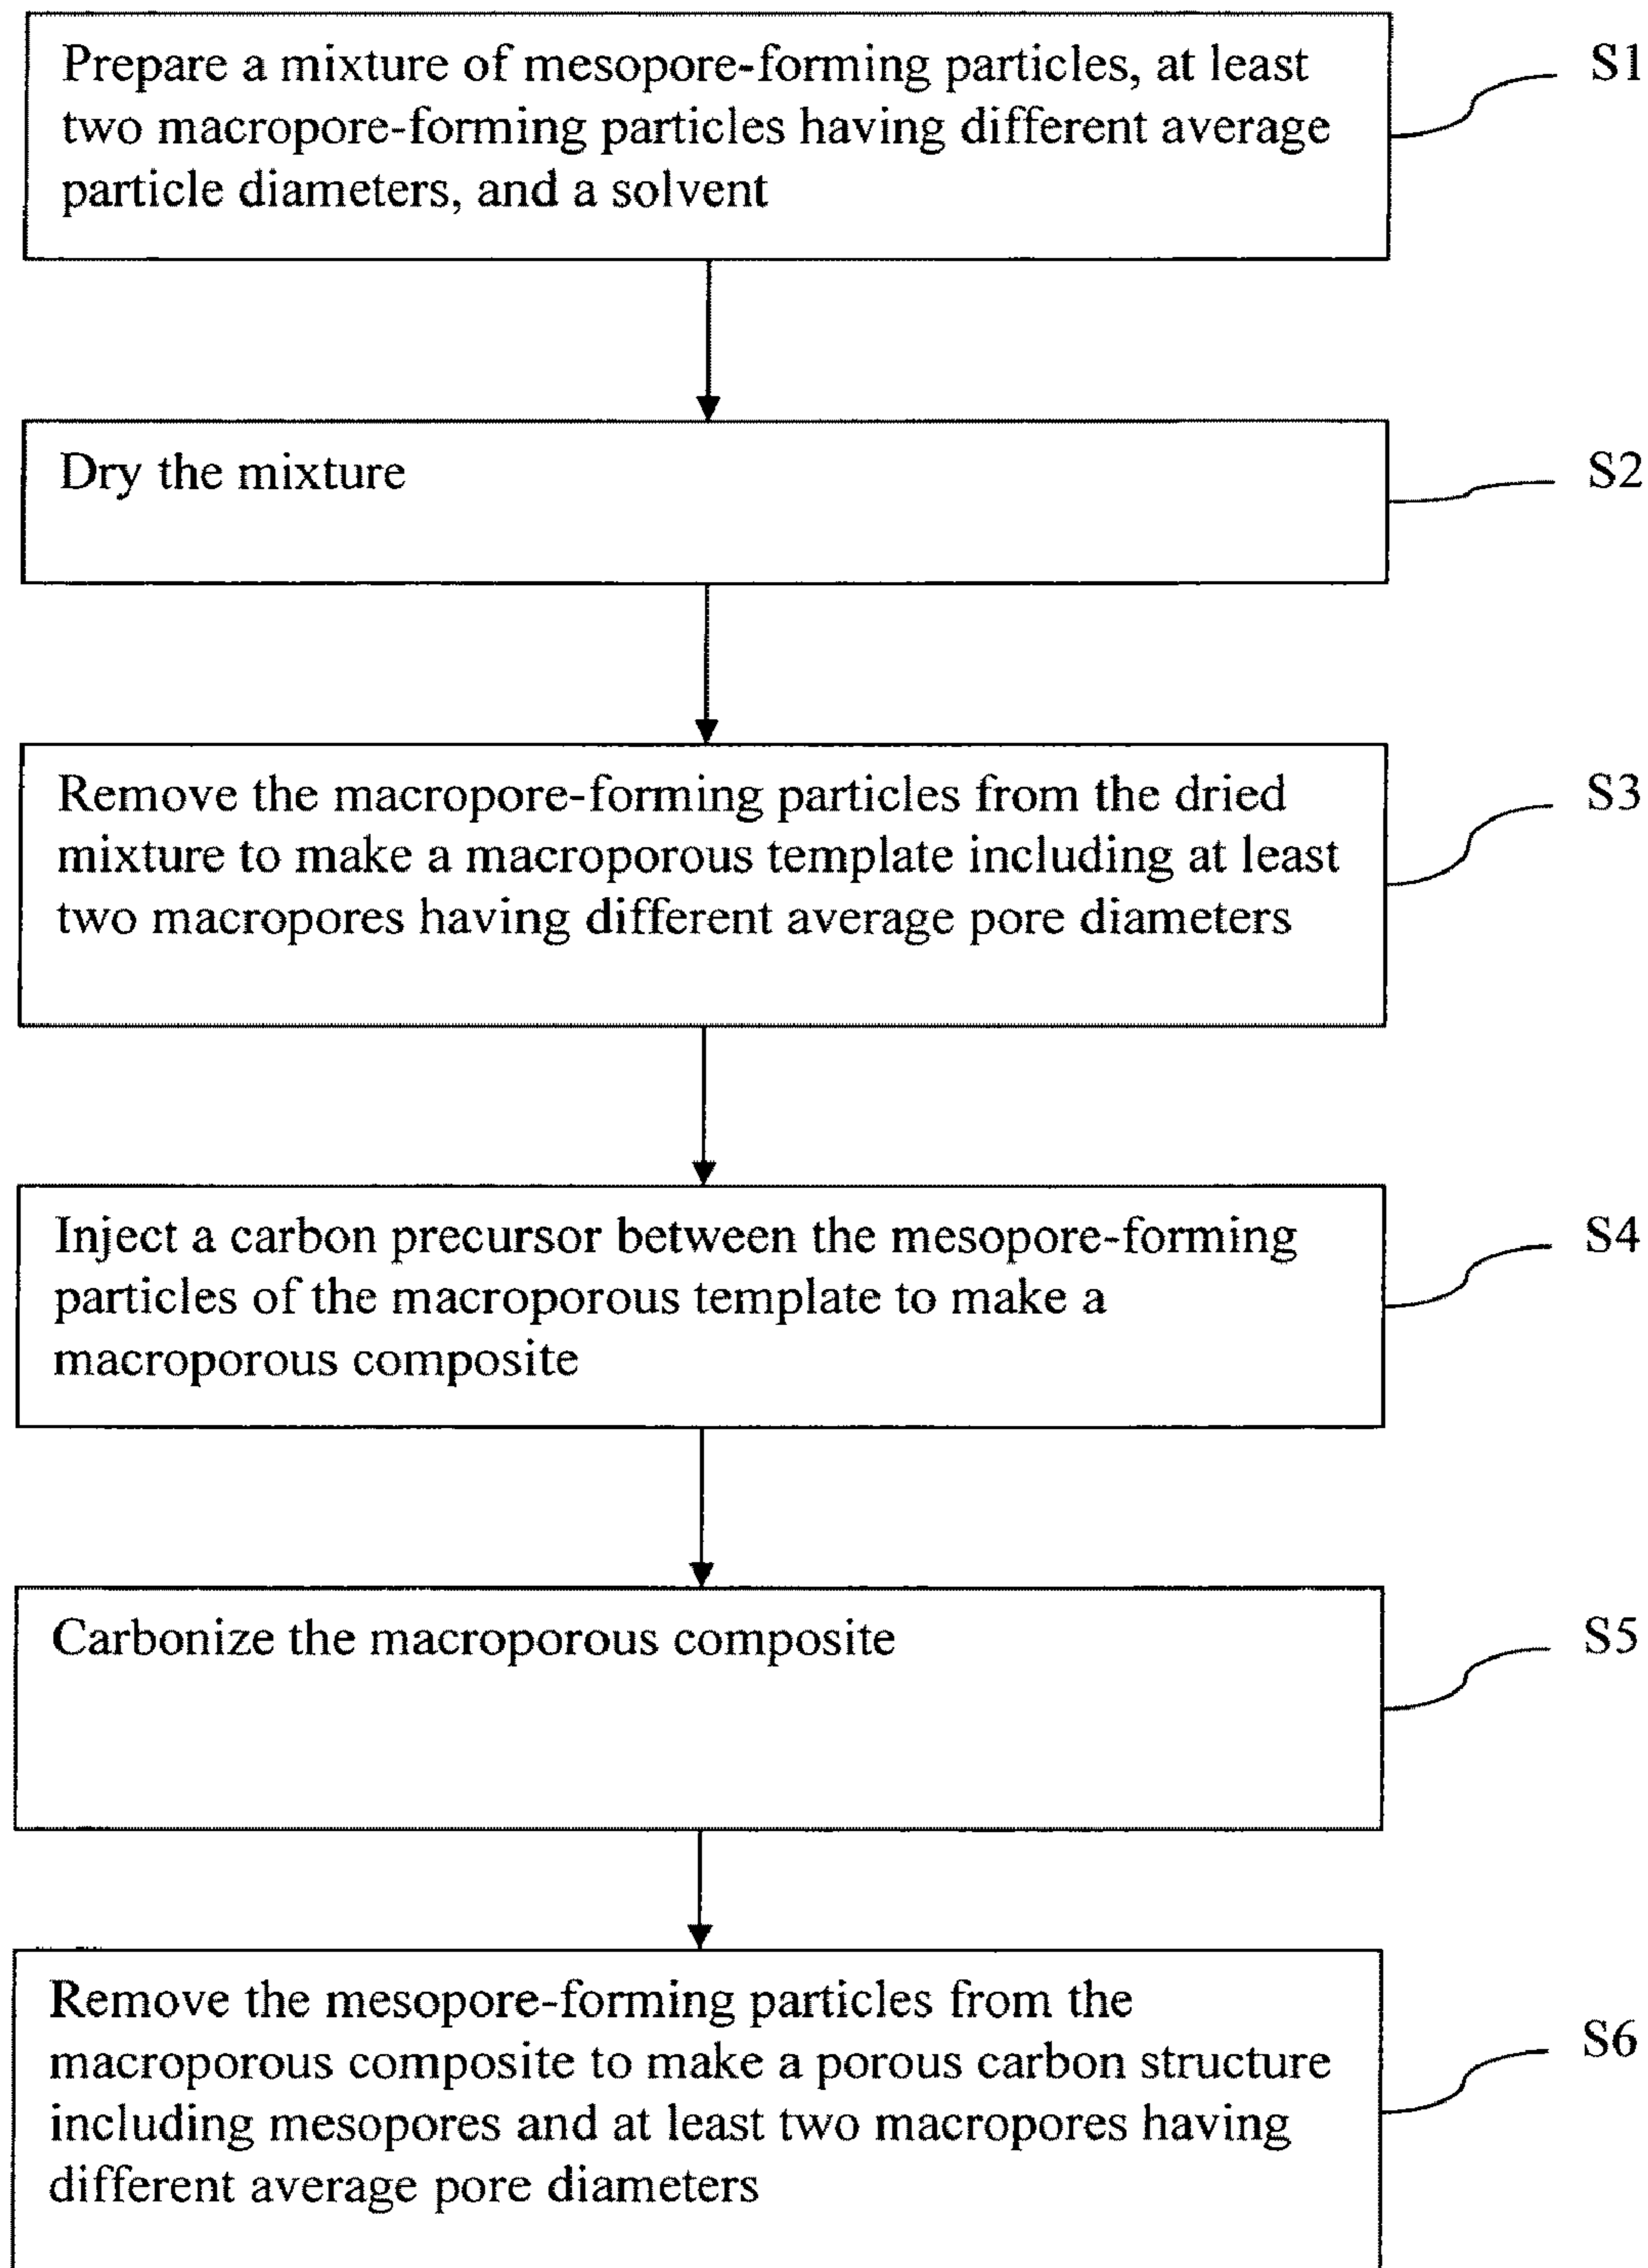 Prepare a mixture of mesopore-forming particles, at least
two macropore-forming particles having different average
particle diameters, and a solvent
S1
Dry the mixture
S2
Remove the macropore-forming particles from the dried
mixture to make a macroporous template including at least
two macropores having different average pore diameters
S3
Inject a carbon precursor between the mesopore-forming
particles of the macroporous template to make a
macroporous composite
S4
Carbonize the macroporous composite
S5
Remove the mesopore-forming particles from the
macroporous composite to make a porous carbon structure
including mesopores and at least two macropores having
different average pore diameters
S6